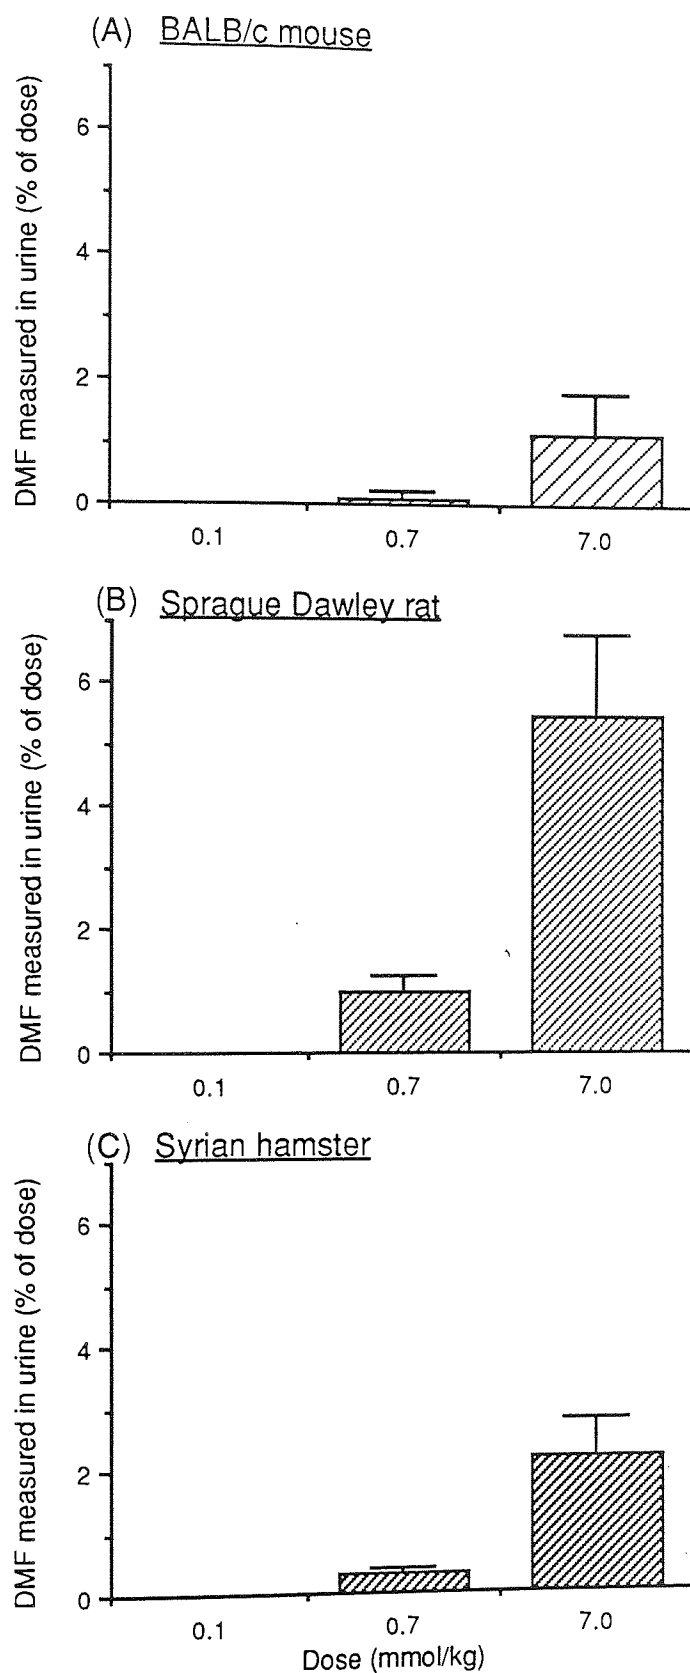 (A) BALB/c mouse
DMF measured in urine (% of dose)
6
4
2
0
0.1 0.7 7.0
(B) Sprague Dawley rat
DMF measured in urine (% of dose)
6
4
2
0
0.1 0.7 7.0
(C) Syrian hamster
DMF measured in urine (% of dose)
6
4
2
0
0.1 0.7 7.0
Dose (mmol/kg)